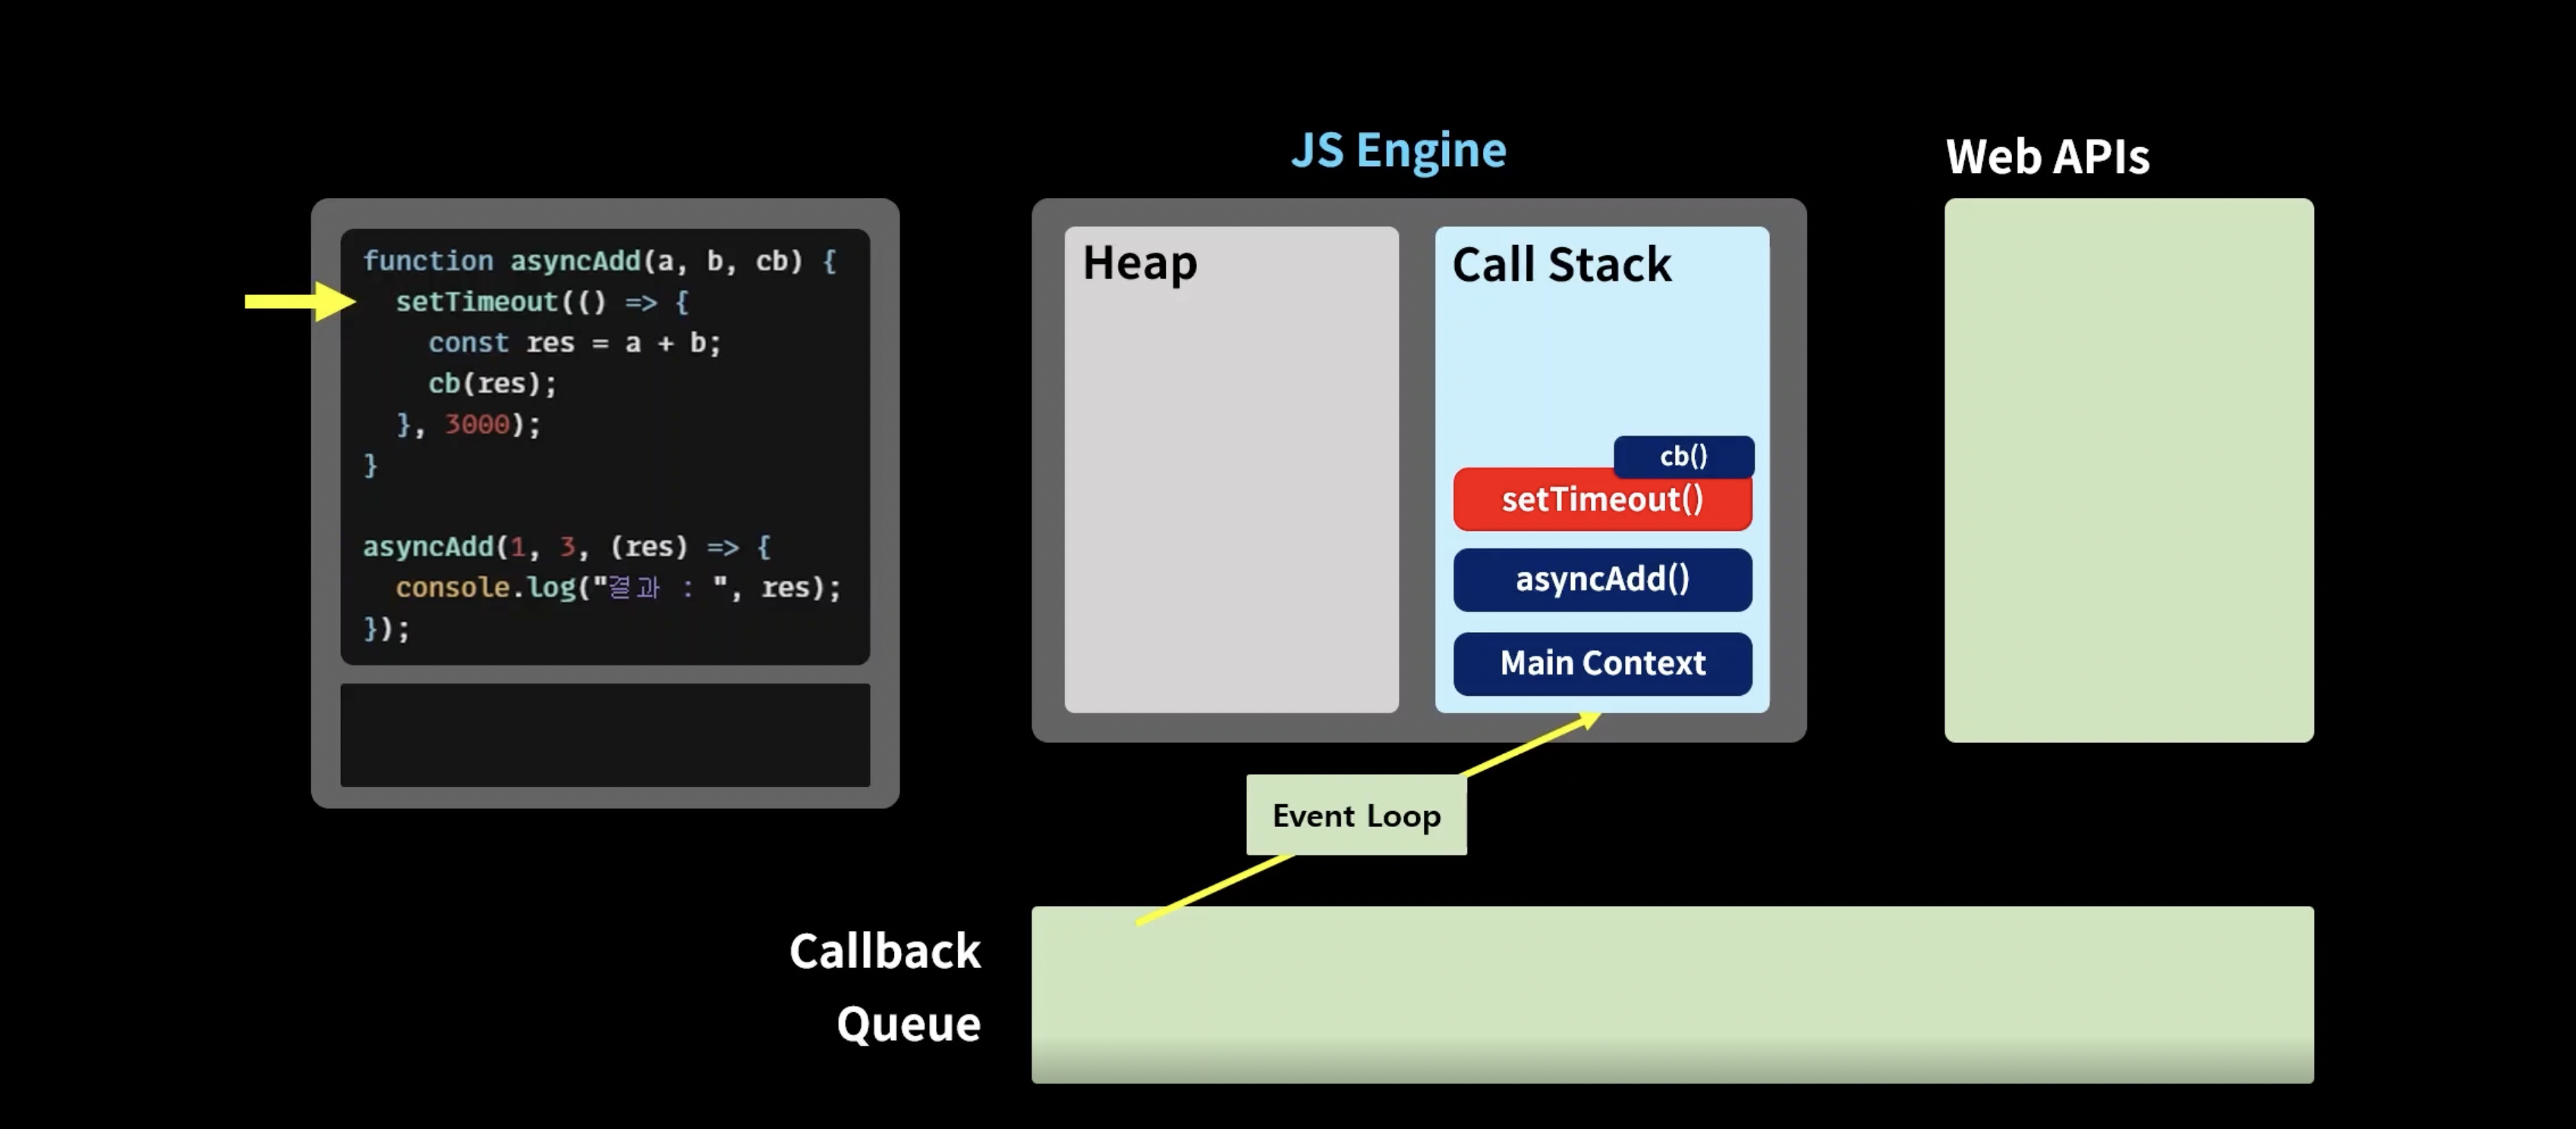 function asyncAdd(a, b, cb) {
setTimeout(() => {
const res = a + b;
cb(res);
}, 3000);
}
asyncAdd(1, 3, (res) => {
console.log("결과 : ", res);
});
JS Engine
Heap
Call Stack
cb()
setTimeout()
asyncAdd()
Main Context
Web APIs
Event Loop
Callback
Queue